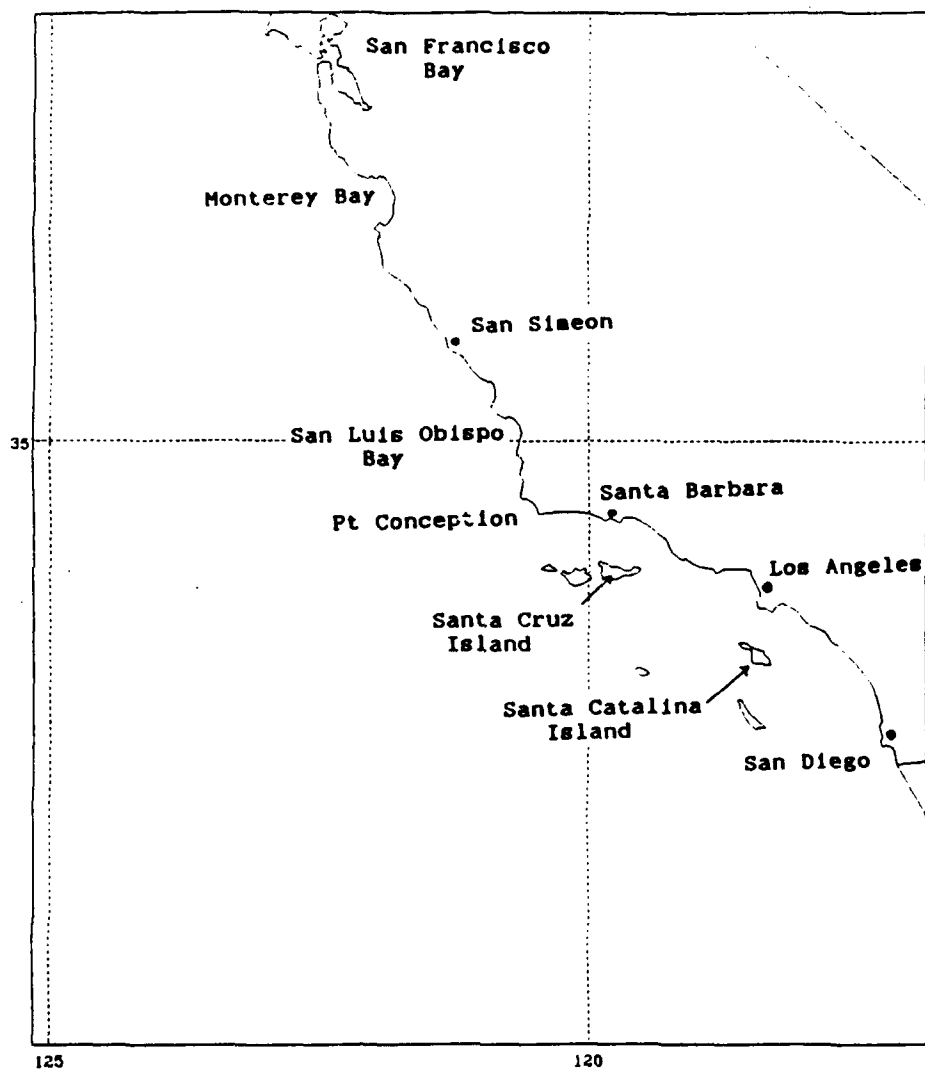 San Francisco
Bay
Monterey Bay
San Simeon
35
San Luis Obispo
Bay
Santa Barbara
Pt Conception
Los Angeles
Santa Cruz
Island
Santa Catalina
Island
San Diego
125
120